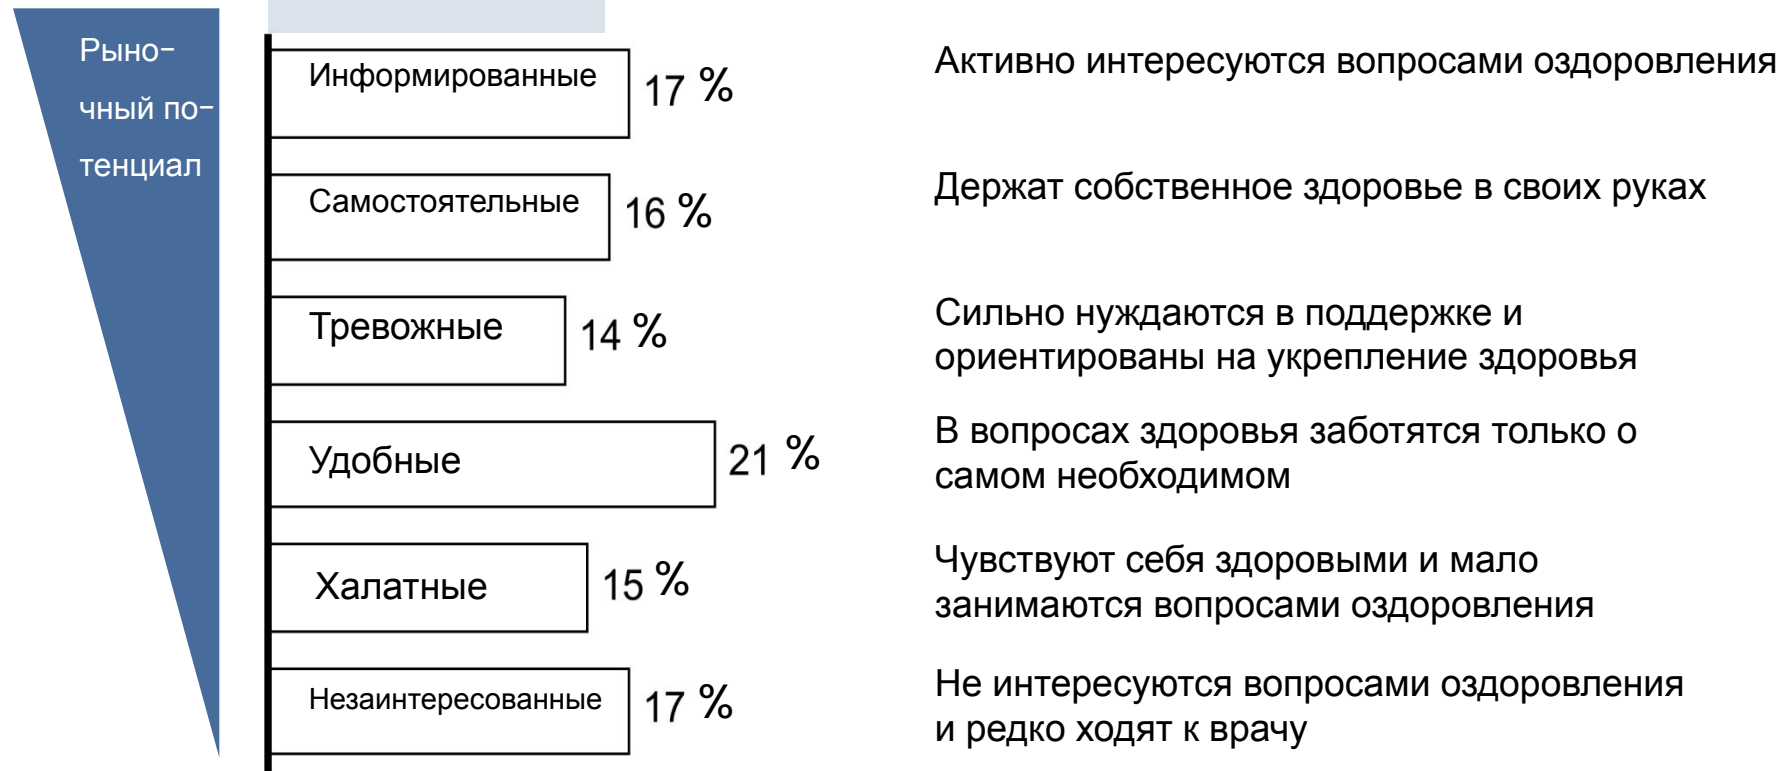 Рыно-
чный по-
тенциал
Информированные
17 %
Активно интересуются вопросами оздоровления
Самостоятельные
16 %
Держат собственное здоровье в своих руках
Тревожные
14 %
Сильно нуждаются в поддержке и
ориентированы на укрепление здоровья
Удобные
21 %
В вопросах здоровья заботятся только о
самом необходимом
Халатные
15 %
Чувствуют себя здоровыми и мало
занимаются вопросами оздоровления
Незаинтересованные
17 %
Не интересуются вопросами оздоровления
и редко ходят к врачу